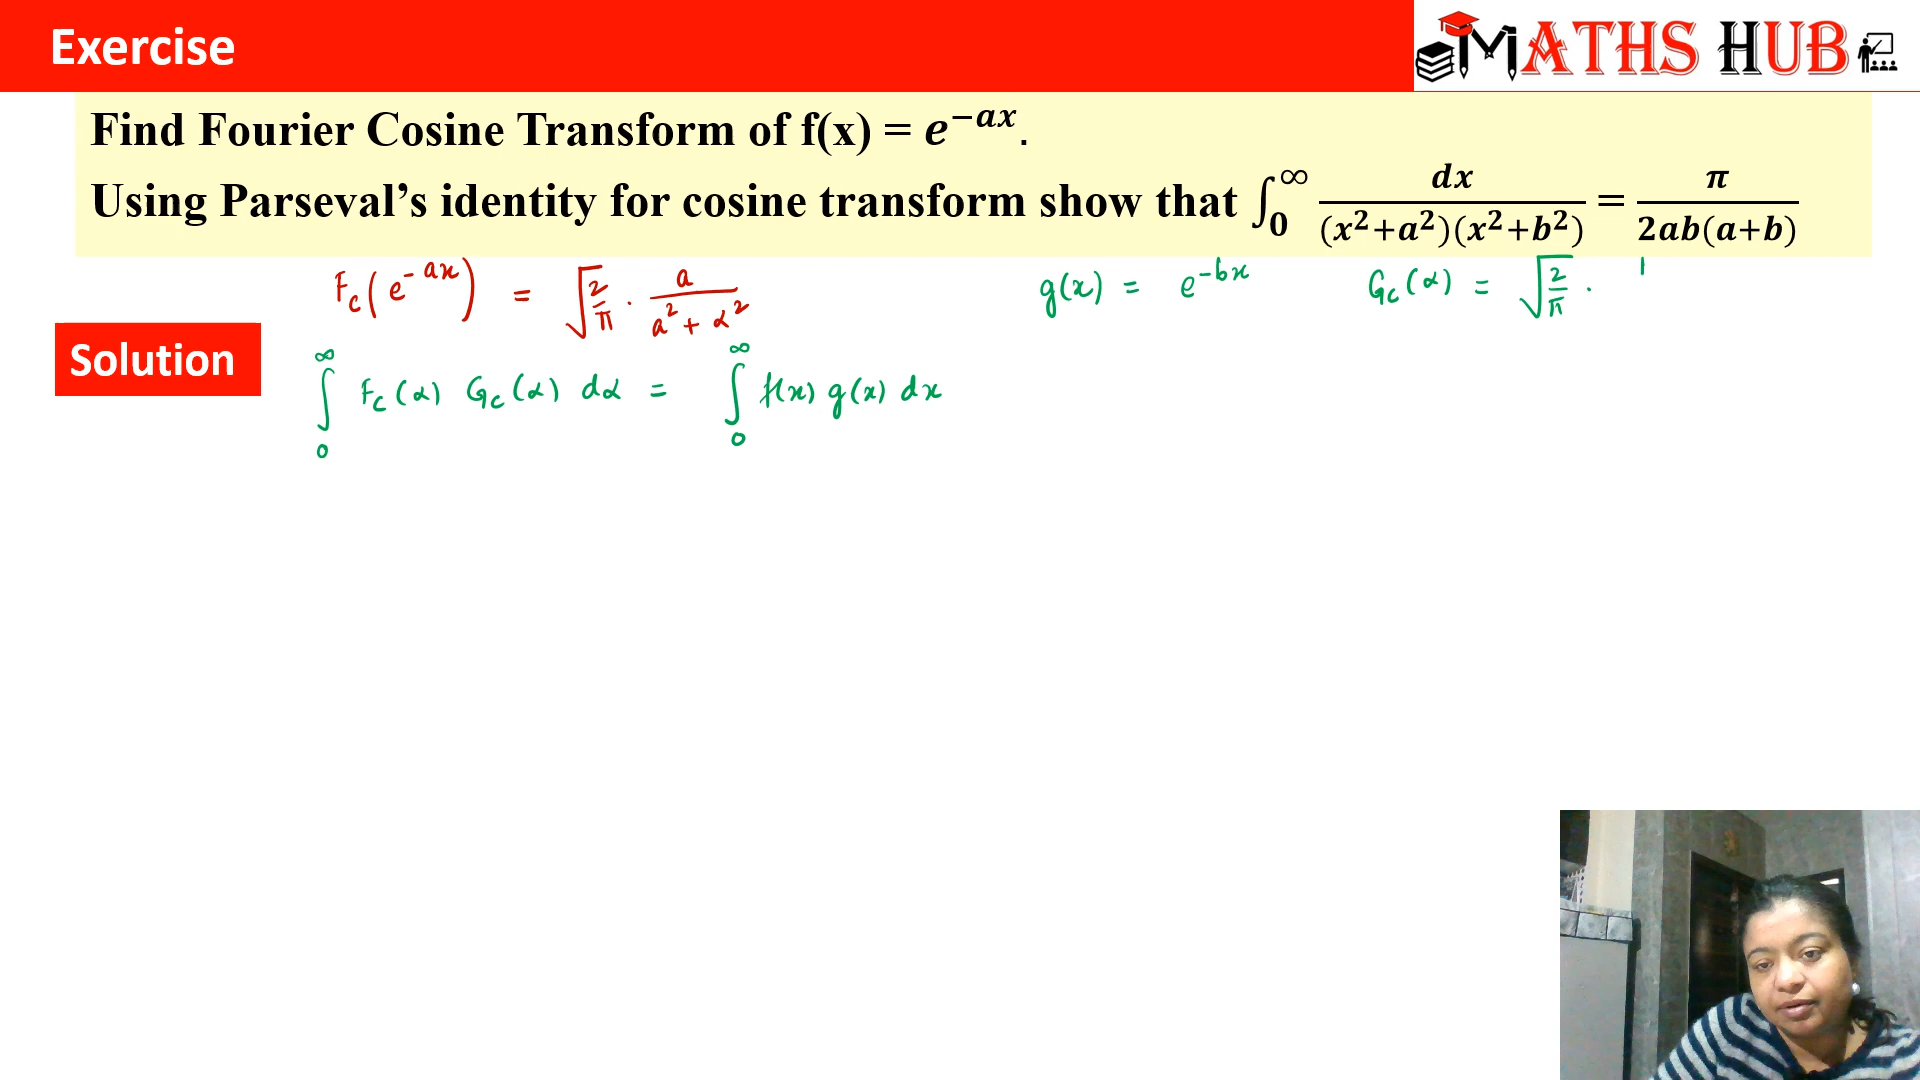 Exercise
MATHS HUB
Find Fourier Cosine Transform of f(x) = e^{−ax}.
Using Parseval’s identity for cosine transform show that ∫_0^∞ dx/((x²+a²)(x²+b²)) = π/(2ab(a+b))
F_c(e^{-ax}) = √(2/π) · a/(a²+α²)
g(x) = e^{-bx}
G_c(α) = √(2/π) ·
Solution
∫_0^∞ F_c(α) G_c(α) dα = ∫_0^∞ f(x) g(x) dx